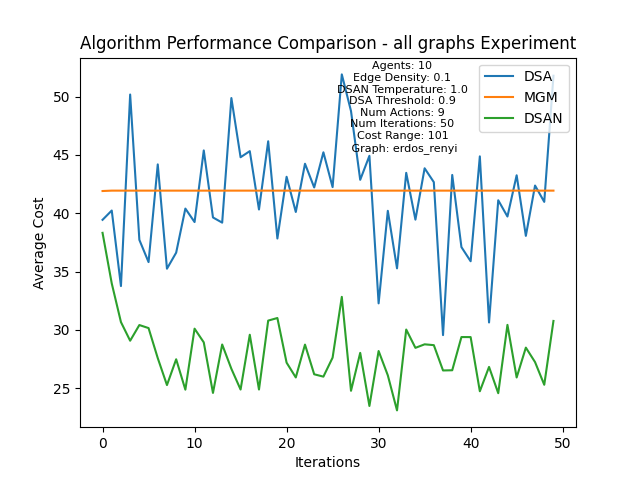 Algorithm Performance Comparison - all graphs Experiment
Agents: 10
Edge Density: 0.1
DSAN Temperature: 1.0
DSA Threshold: 0.9
Num Actions: 9
Num Iterations: 50
Cost Range: 101
Graph: erdos_renyi
DSA
MGM
DSAN
50
45
40
35
30
25
Average Cost
0
10
20
30
40
50
Iterations